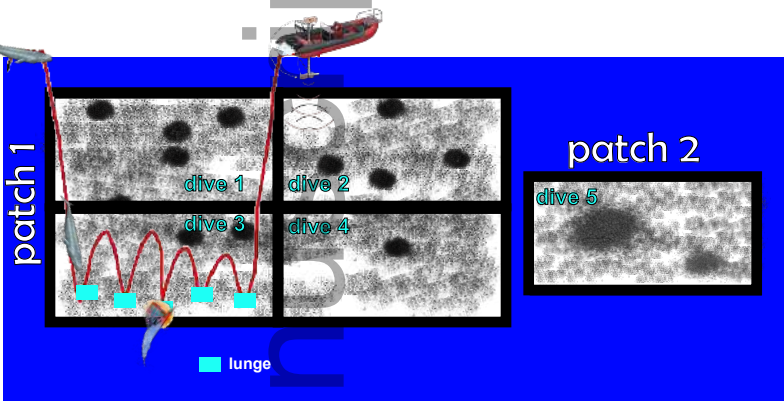 patch 1
dive 1
dive 2
dive 3
dive 4
patch 2
dive 5
lunge